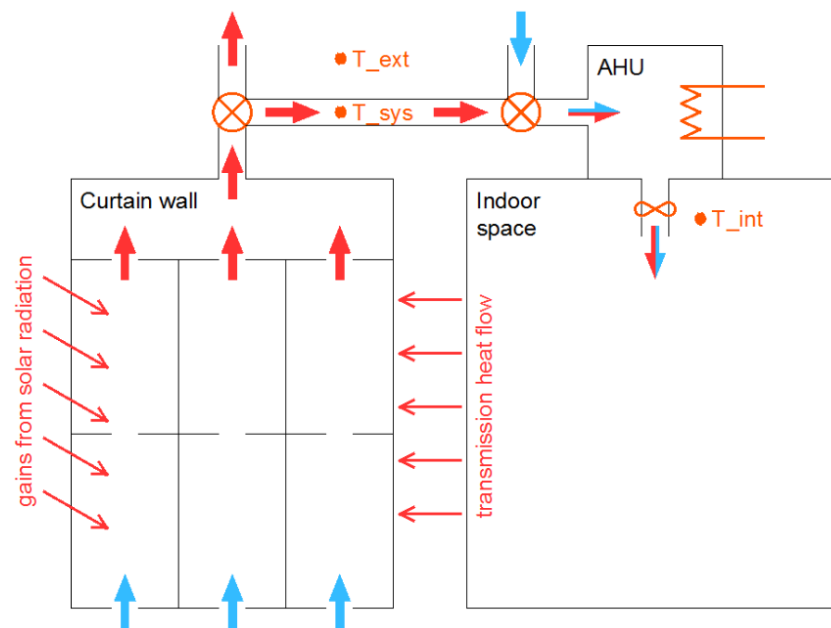 T_ext
AHU
T_sys
Curtain wall
Indoor
space
T_int
gains from solar radiation
transmission heat flow